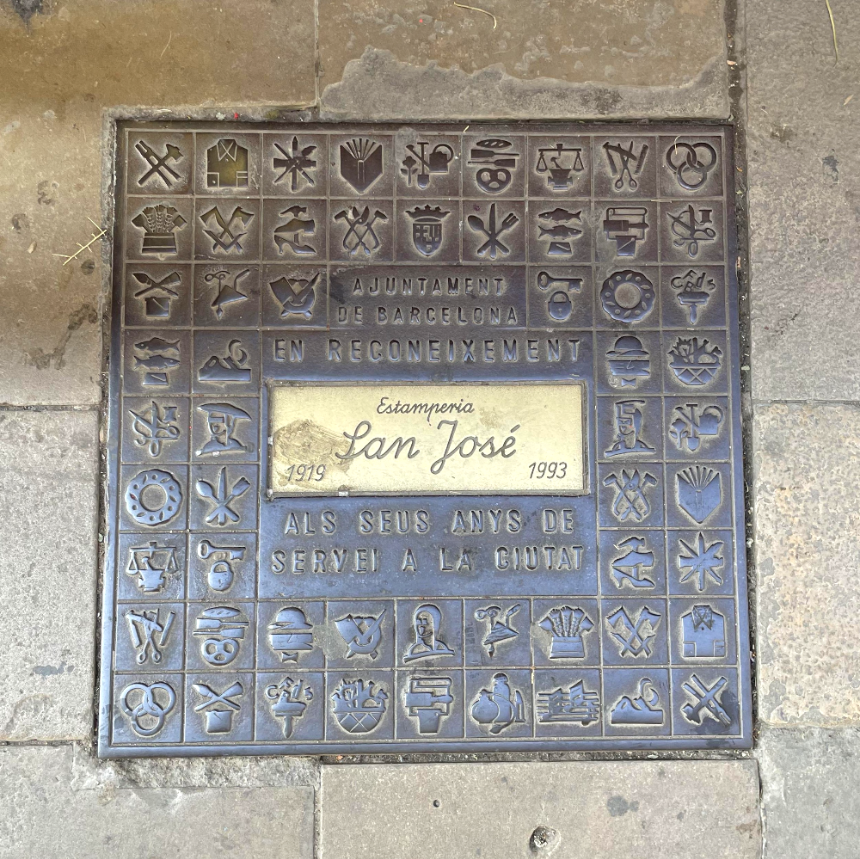 AJUNTAMENT
DE BARCELONA
EN RECONEIXEMENT
Estamperia
San José
1919 1993
ALS SEUS ANYS DE
SERVEI A LA CIUTAT